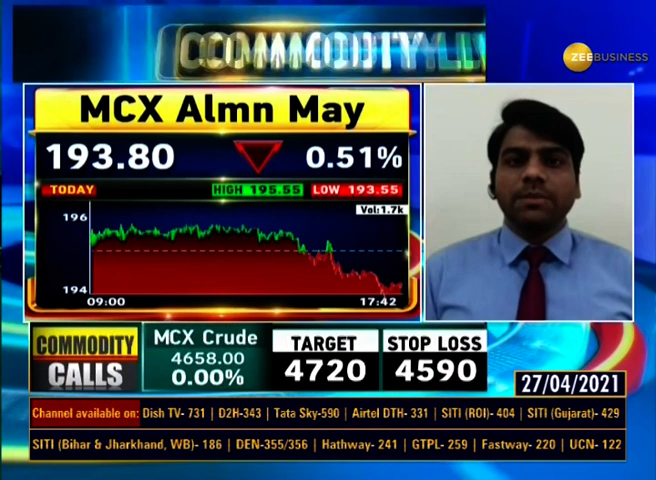 COMMODITY LI
ZEEBUSINESS
MCX Almn May
193.80 0.51%
TODAY HIGH 195.55 LOW 193.55
Vol:1.7k
196
194
09:00 17:42
COMMODITY CALLS
MCX Crude
4658.00
0.00%
TARGET
4720
STOP LOSS
4590
27/04/2021
Channel available on: Dish TV- 731 | D2H-343 | Tata Sky-590 | Airtel DTH- 331 | SITI (ROI)- 404 | SITI (Gujarat)- 429
SITI (Bihar & Jharkhand, WB)- 186 | DEN-355/356 | Hathway- 241 | GTPL- 259 | Fastway- 220 | UCN- 122